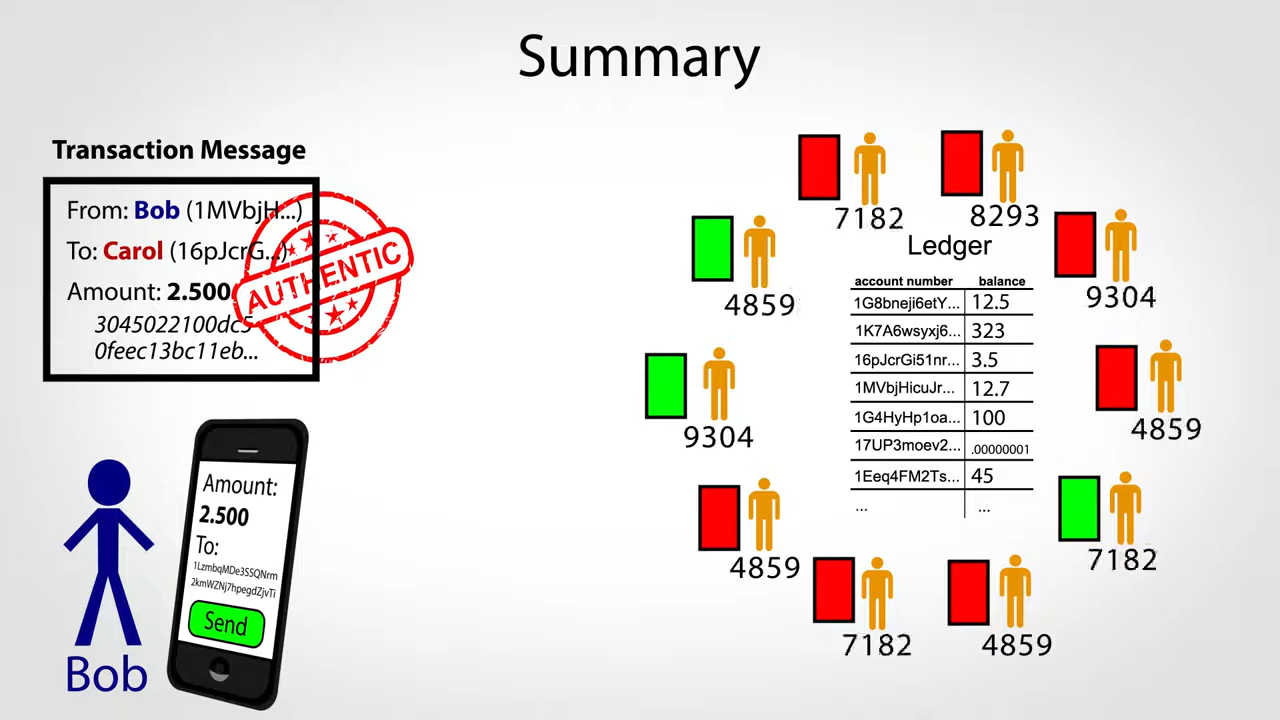 Summary
Transaction Message
From: Bob (1MVbjH...)
To: Carol (16pJcrG...)
Amount: 2.500
3045022100dc5
0feec13bc11eb...
AUTHENTIC
Amount:
2.500
To:
1LzmbqMDe3SSQNrm
2kmWZNj7hpegdZjvTi
Send
Bob
7182
8293
4859
9304
9304
4859
4859
7182
7182
4859
Ledger
account number balance
1G8bneji6etY... 12.5
1K7A6wsyxj6... 323
16pJcrGi51nr... 3.5
1MVbjHicuJr... 12.7
1G4HyHp1oa... 100
17UP3moev2... .00000001
1Eeq4FM2Ts... 45
... ...